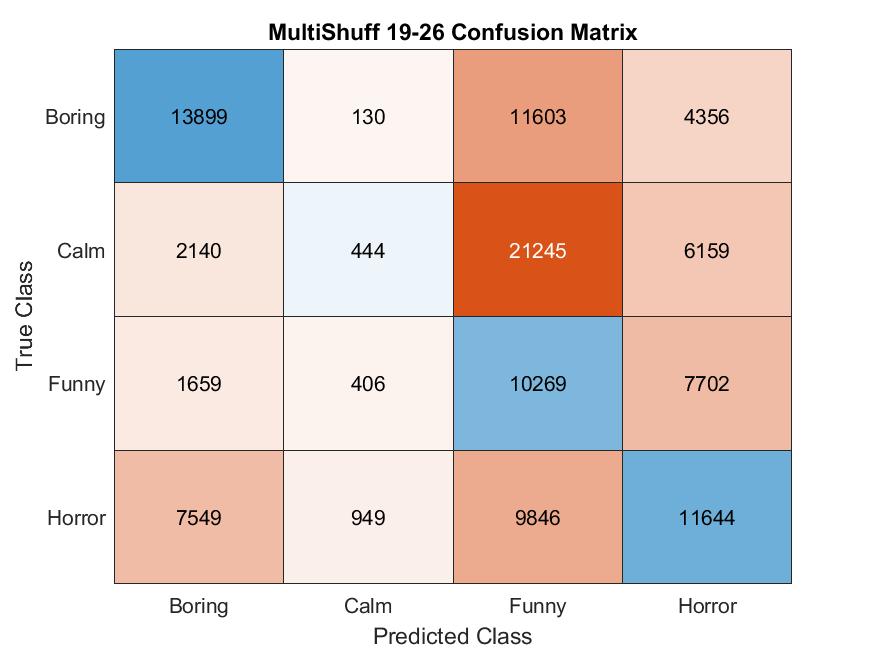 MultiShuff 19-26 Confusion Matrix
True Class
Boring 13899 130 11603 4356
Calm 2140 444 21245 6159
Funny 1659 406 10269 7702
Horror 7549 949 9846 11644
Boring Calm Funny Horror
Predicted Class